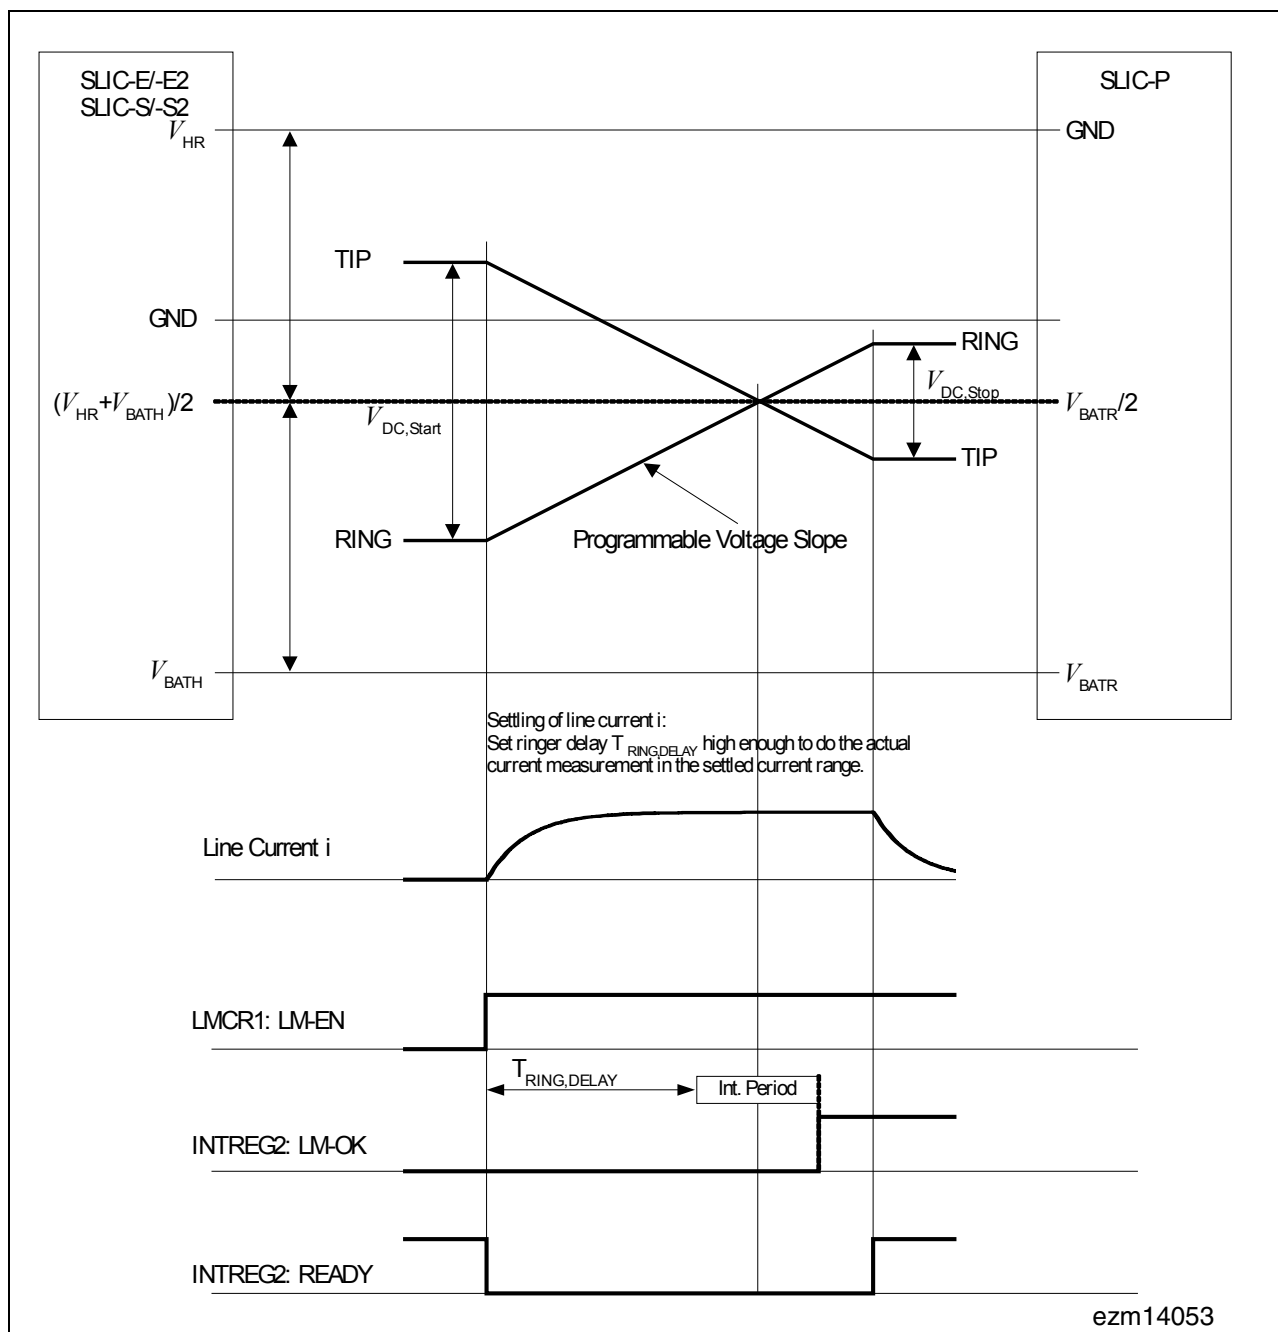 SLIC-E/-E2
SLIC-S/-S2
SLIC-P
VHR
GND
TIP
GND
RING
(VHR+VBATH)/2
VDC,Start
VDC,Stop
VBATR/2
TIP
RING
Programmable Voltage Slope
VBATH
VBATR
Settling of line current i:
Set ringer delay TRING,DELAY high enough to do the actual
current measurement in the settled current range.
Line Current i
LMCR1: LM-EN
TRING,DELAY
Int. Period
INTREG2: LM-OK
INTREG2: READY
ezm14053